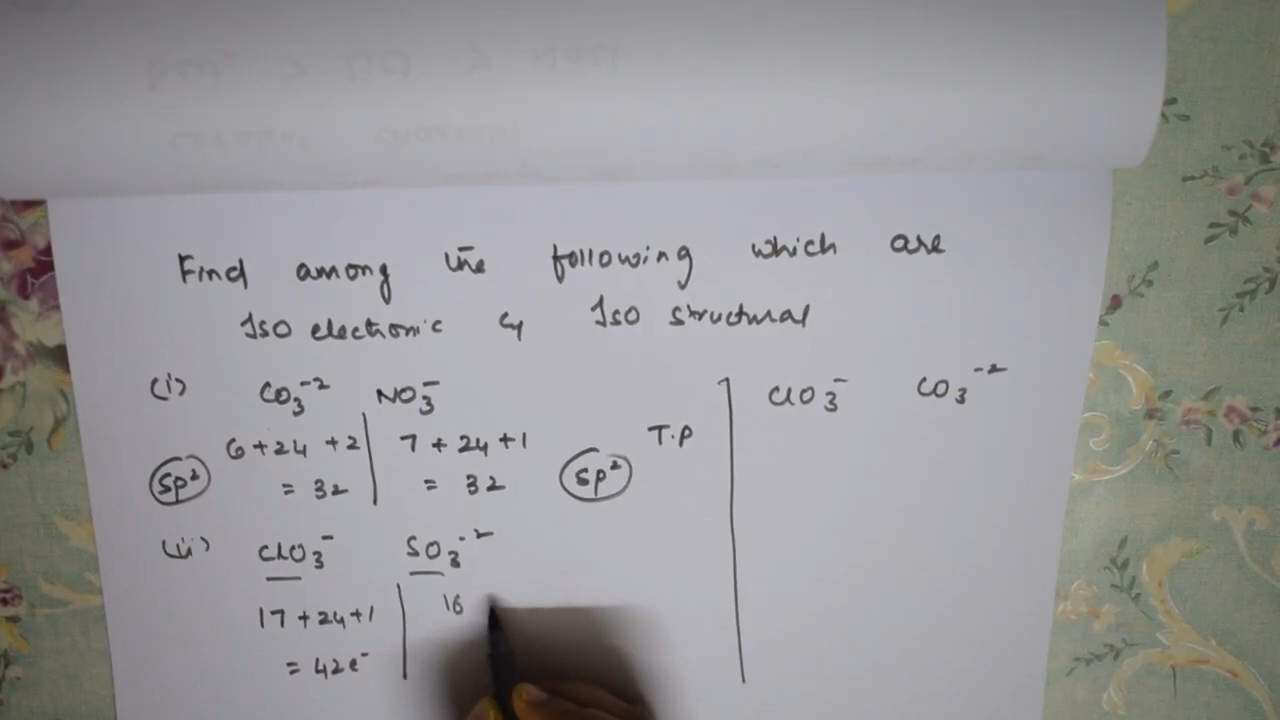 Find among the following which are
Iso electronic & Iso structural
(i) CO₃⁻² NO₃⁻
6+24+2 | 7+24+1 T.P
sp² = 32 = 32 sp²
(ii) ClO₃⁻ SO₃⁻²
17+24+1 | 16
= 42e⁻
ClO₃⁻ CO₃⁻²